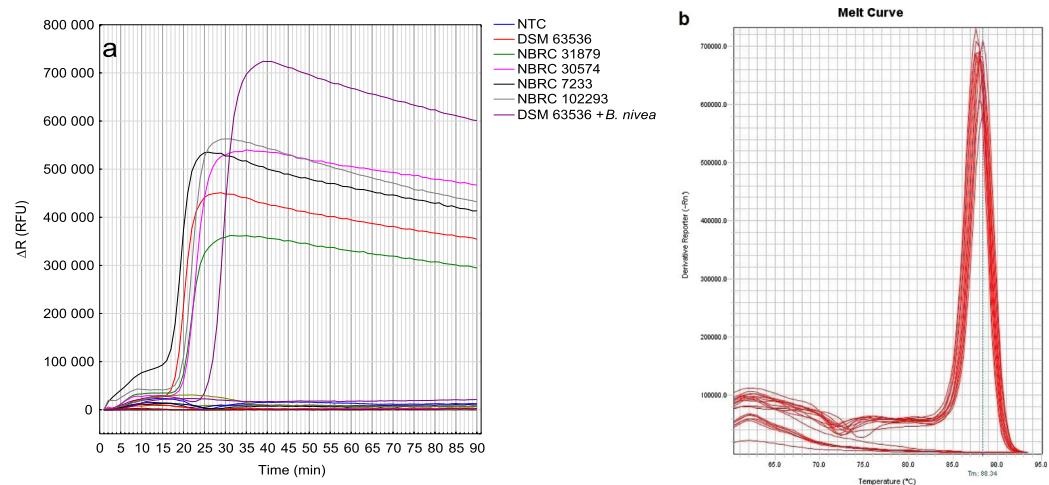 a
NTC
DSM 63536
NBRC 31879
NBRC 30574
NBRC 7233
NBRC 102293
DSM 63536 +B. nivea
800 000
700 000
600 000
500 000
400 000
300 000
200 000
100 000
0
ΔR (RFU)
0 5 10 15 20 25 30 35 40 45 50 55 60 65 70 75 80 85 90
Time (min)
b
Melt Curve
700000.0
600000.0
500000.0
400000.0
300000.0
200000.0
100000.0
Derivative Reporter (-Rn)
65.0 70.0 75.0 80.0 85.0 90.0 95.0
Tm: 88.34
Temperature (°C)